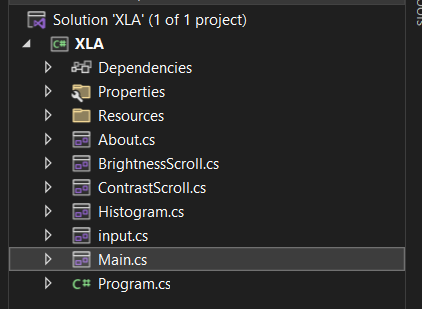 Solution 'XLA' (1 of 1 project)
C# XLA
Dependencies
Properties
Resources
About.cs
BrightnessScroll.cs
ContrastScroll.cs
Histogram.cs
input.cs
Main.cs
C# Program.cs